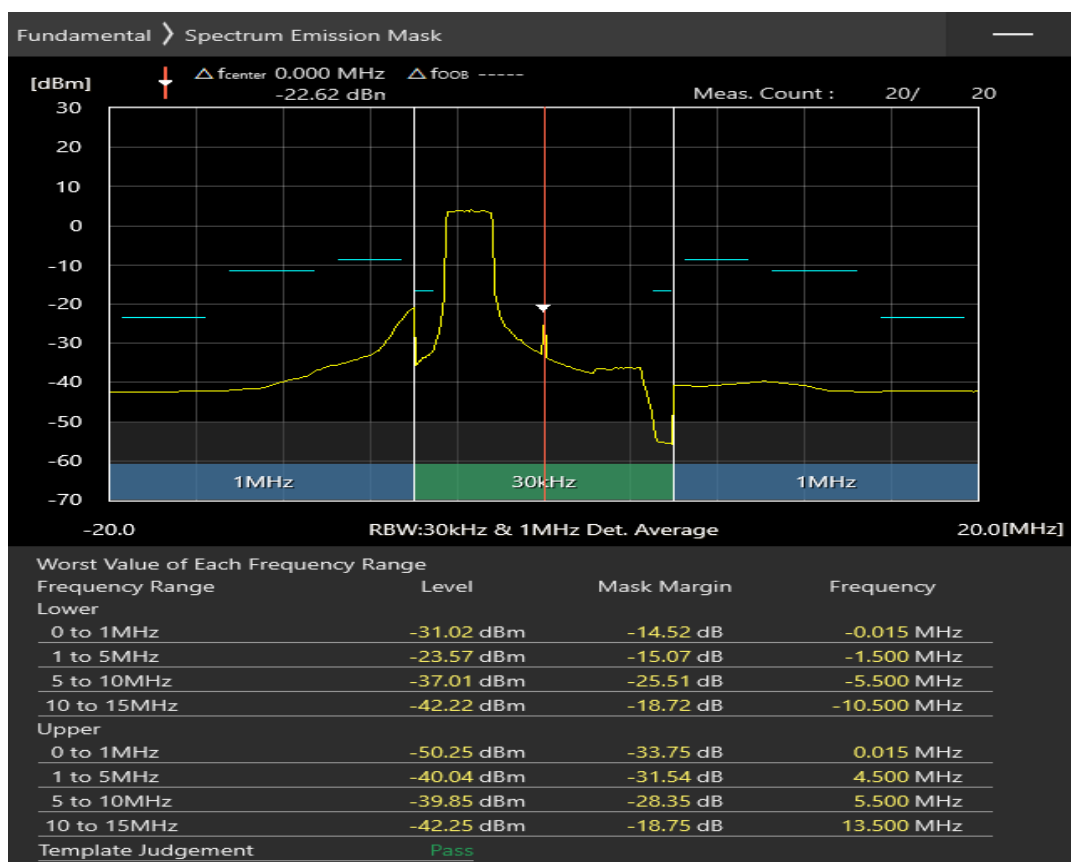 Fundamental ❯ Spectrum Emission Mask
[dBm] △ fcenter 0.000 MHz △ fOOB -----
-22.62 dBm Meas. Count : 20/ 20
30
20
10
0
-10
-20
-30
-40
-50
-60
-70
1MHz 30kHz 1MHz
-20.0 RBW:30kHz & 1MHz Det. Average 20.0[MHz]
Worst Value of Each Frequency Range
Frequency Range Level Mask Margin Frequency
Lower
0 to 1MHz -31.02 dBm -14.52 dB -0.015 MHz
1 to 5MHz -23.57 dBm -15.07 dB -1.500 MHz
5 to 10MHz -37.01 dBm -25.51 dB -5.500 MHz
10 to 15MHz -42.22 dBm -18.72 dB -10.500 MHz
Upper
0 to 1MHz -50.25 dBm -33.75 dB 0.015 MHz
1 to 5MHz -40.04 dBm -31.54 dB 4.500 MHz
5 to 10MHz -39.85 dBm -28.35 dB 5.500 MHz
10 to 15MHz -42.25 dBm -18.75 dB 13.500 MHz
Template Judgement Pass